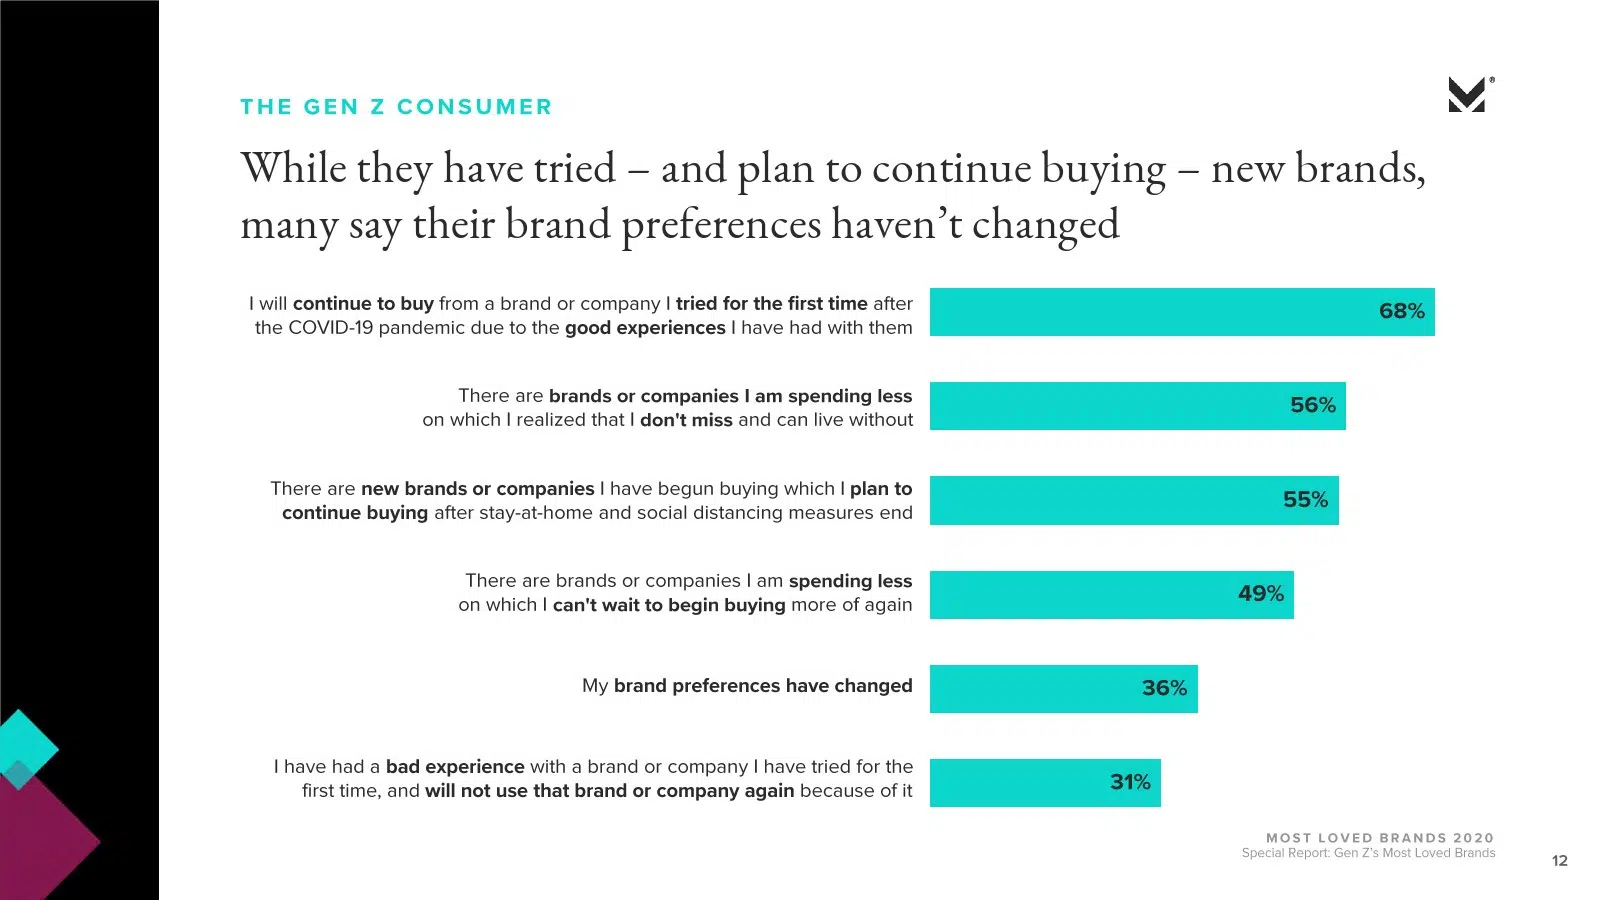 THE GEN Z CONSUMER
®
While they have tried – and plan to continue buying – new brands,
many say their brand preferences haven’t changed
I will continue to buy from a brand or company I tried for the first time after
the COVID-19 pandemic due to the good experiences I have had with them
68%
There are brands or companies I am spending less
on which I realized that I don't miss and can live without
56%
There are new brands or companies I have begun buying which I plan to
continue buying after stay-at-home and social distancing measures end
55%
There are brands or companies I am spending less
on which I can't wait to begin buying more of again
49%
My brand preferences have changed
36%
I have had a bad experience with a brand or company I have tried for the
first time, and will not use that brand or company again because of it
31%
MOST LOVED BRANDS 2020
Special Report: Gen Z’s Most Loved Brands
12